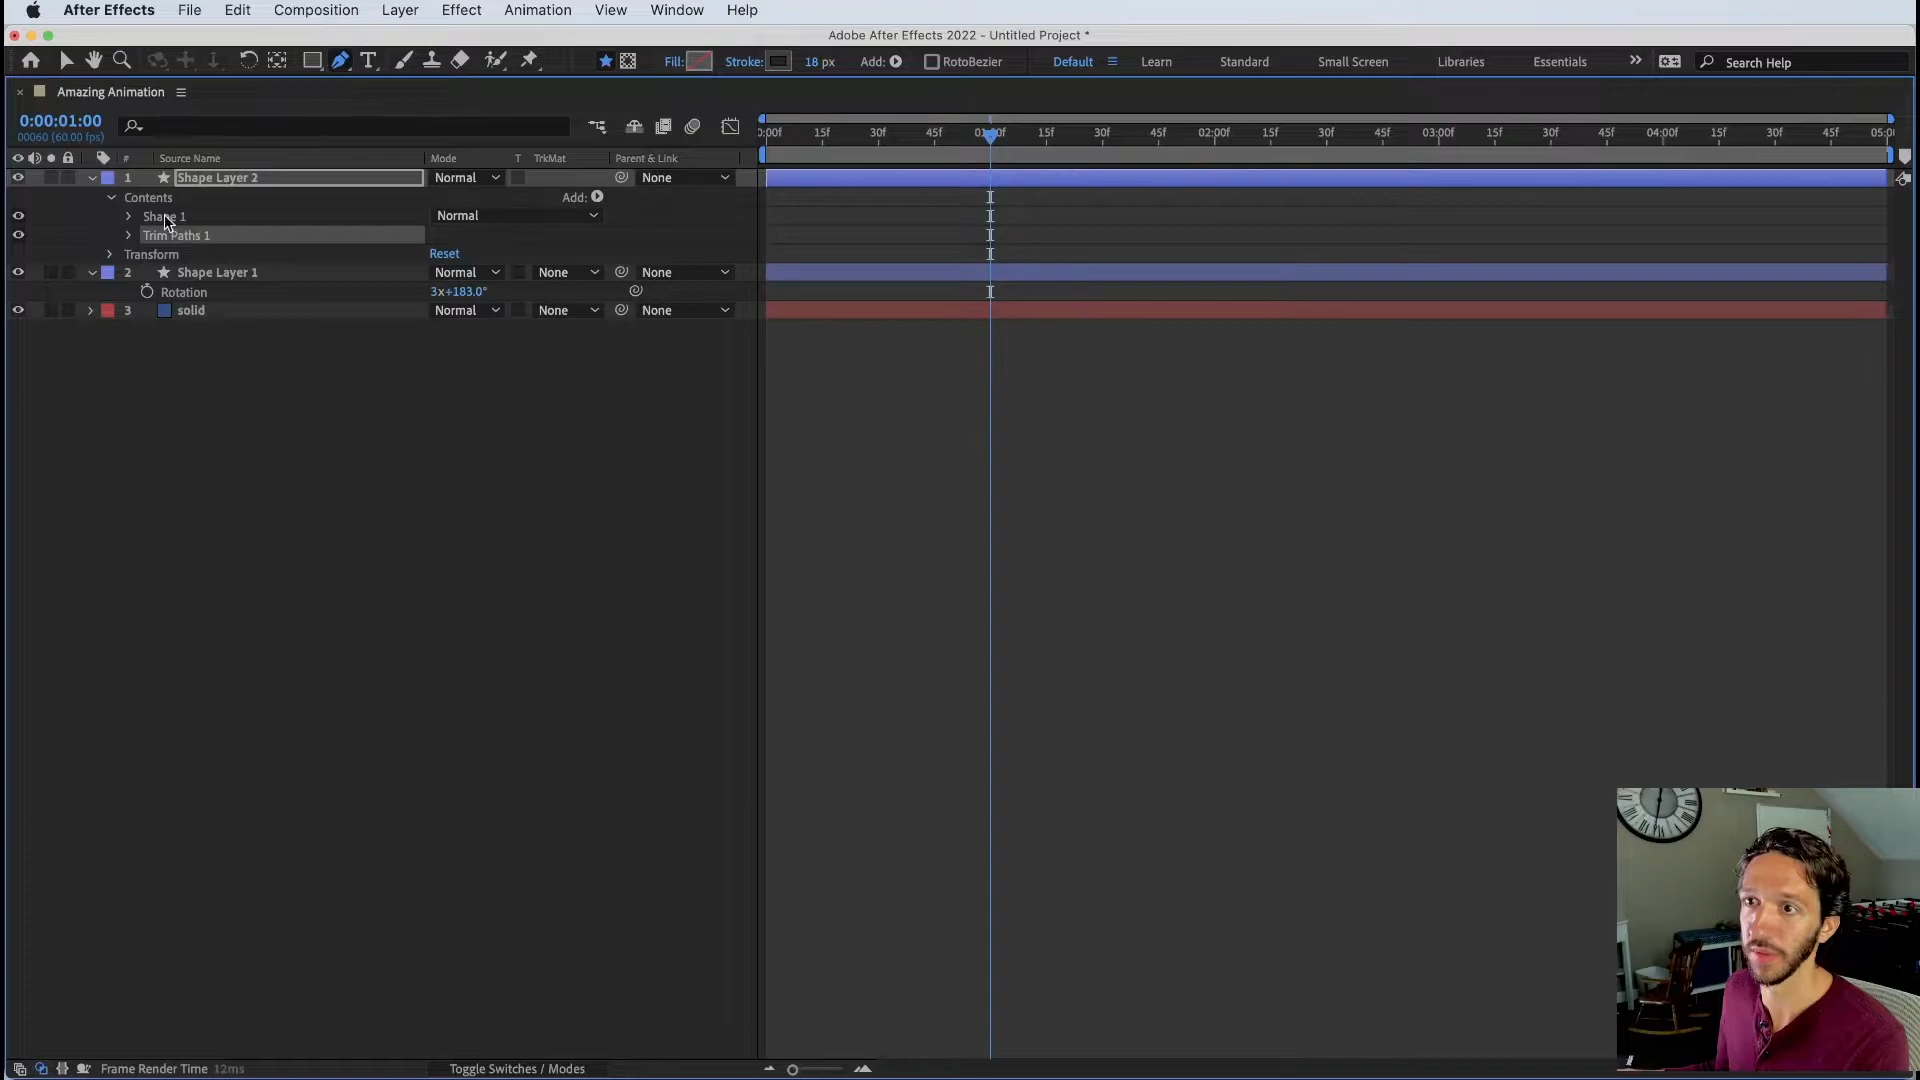 After Effects File Edit Composition Layer Effect Animation View Window Help
Adobe After Effects 2022 - Untitled Project *
Fill: Stroke: 18 px Add: RotoBezier Default Learn Standard Small Screen Libraries Essentials Search Help
Amazing Animation
0:00:01:00
00060 (60.00 fps)
0:00f 15f 30f 45f 15f 30f 45f 02:00f 15f 30f 45f 03:00f 15f 30f 45f 04:00f 15f 30f 45f
# Source Name Mode T TrkMat Parent & Link
1 Shape Layer 2 Normal None
Contents Add:
Shape 1 Normal
Trim Paths 1
Transform Reset
2 Shape Layer 1 Normal None None
Rotation 3x+183.0°
3 solid Normal None None
Frame Render Time 12ms Toggle Switches / Modes